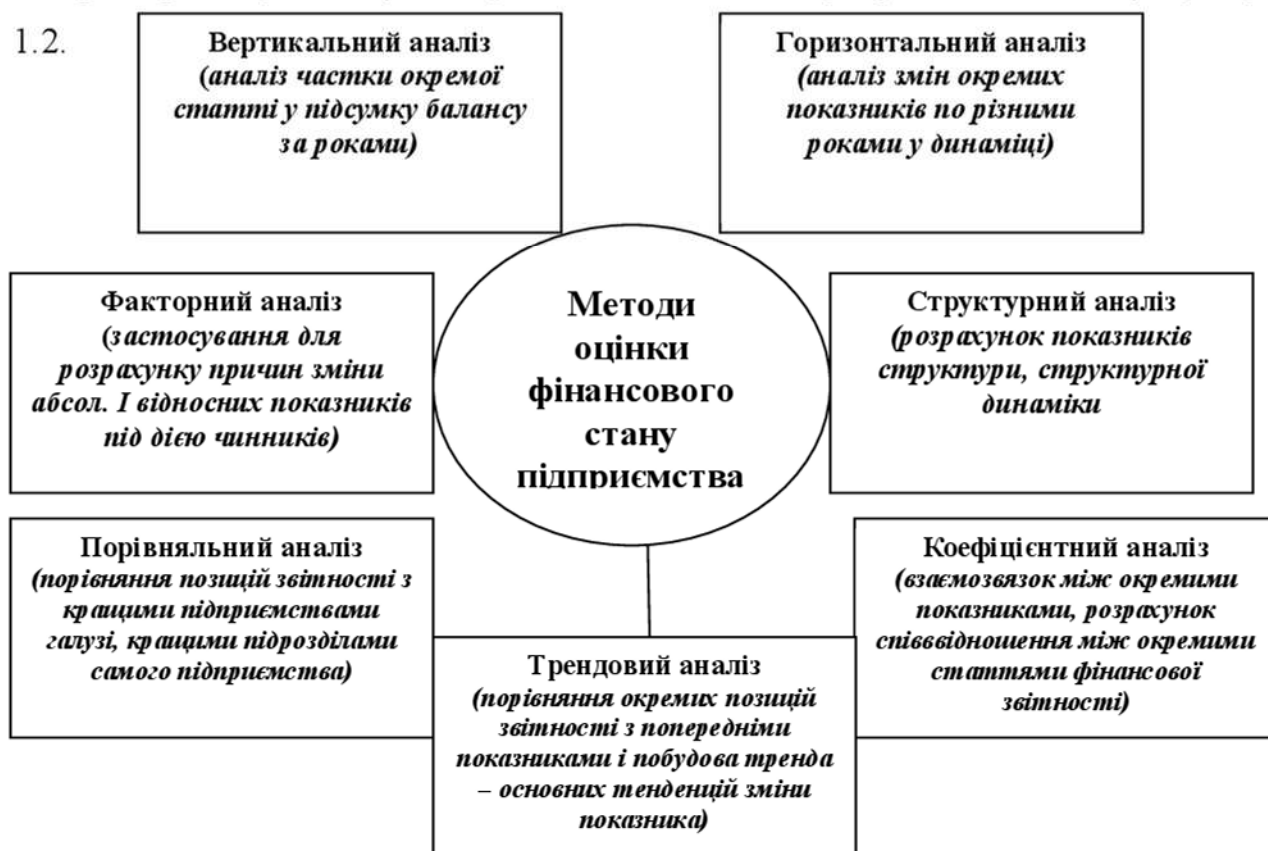 1.2.
Вертикальний аналіз
(аналіз частки окремої
статті у підсумку балансу
за роками)
Горизонтальний аналіз
(аналіз змін окремих
показників по різними
роками у динаміці)
Факторний аналіз
(застосування для
розрахунку причин зміни
абсол. І відносних показників
під дією чинників)
Методи
оцінки
фінансового
стану
підприємства
Структурний аналіз
(розрахунок показників
структури, структурної
динаміки
Порівняльний аналіз
(порівняння позицій звітності з
кращими підприємствами
галузі, кращими підрозділами
самого підприємства)
Коефіцієнтний аналіз
(взаємозвязок між окремими
показниками, розрахунок
співввідношення між окремими
статтями фінансової
звітності)
Трендовий аналіз
(порівняння окремих позицій
звітності з попередніми
показниками і побудова тренда
– основних тенденцій зміни
показника)